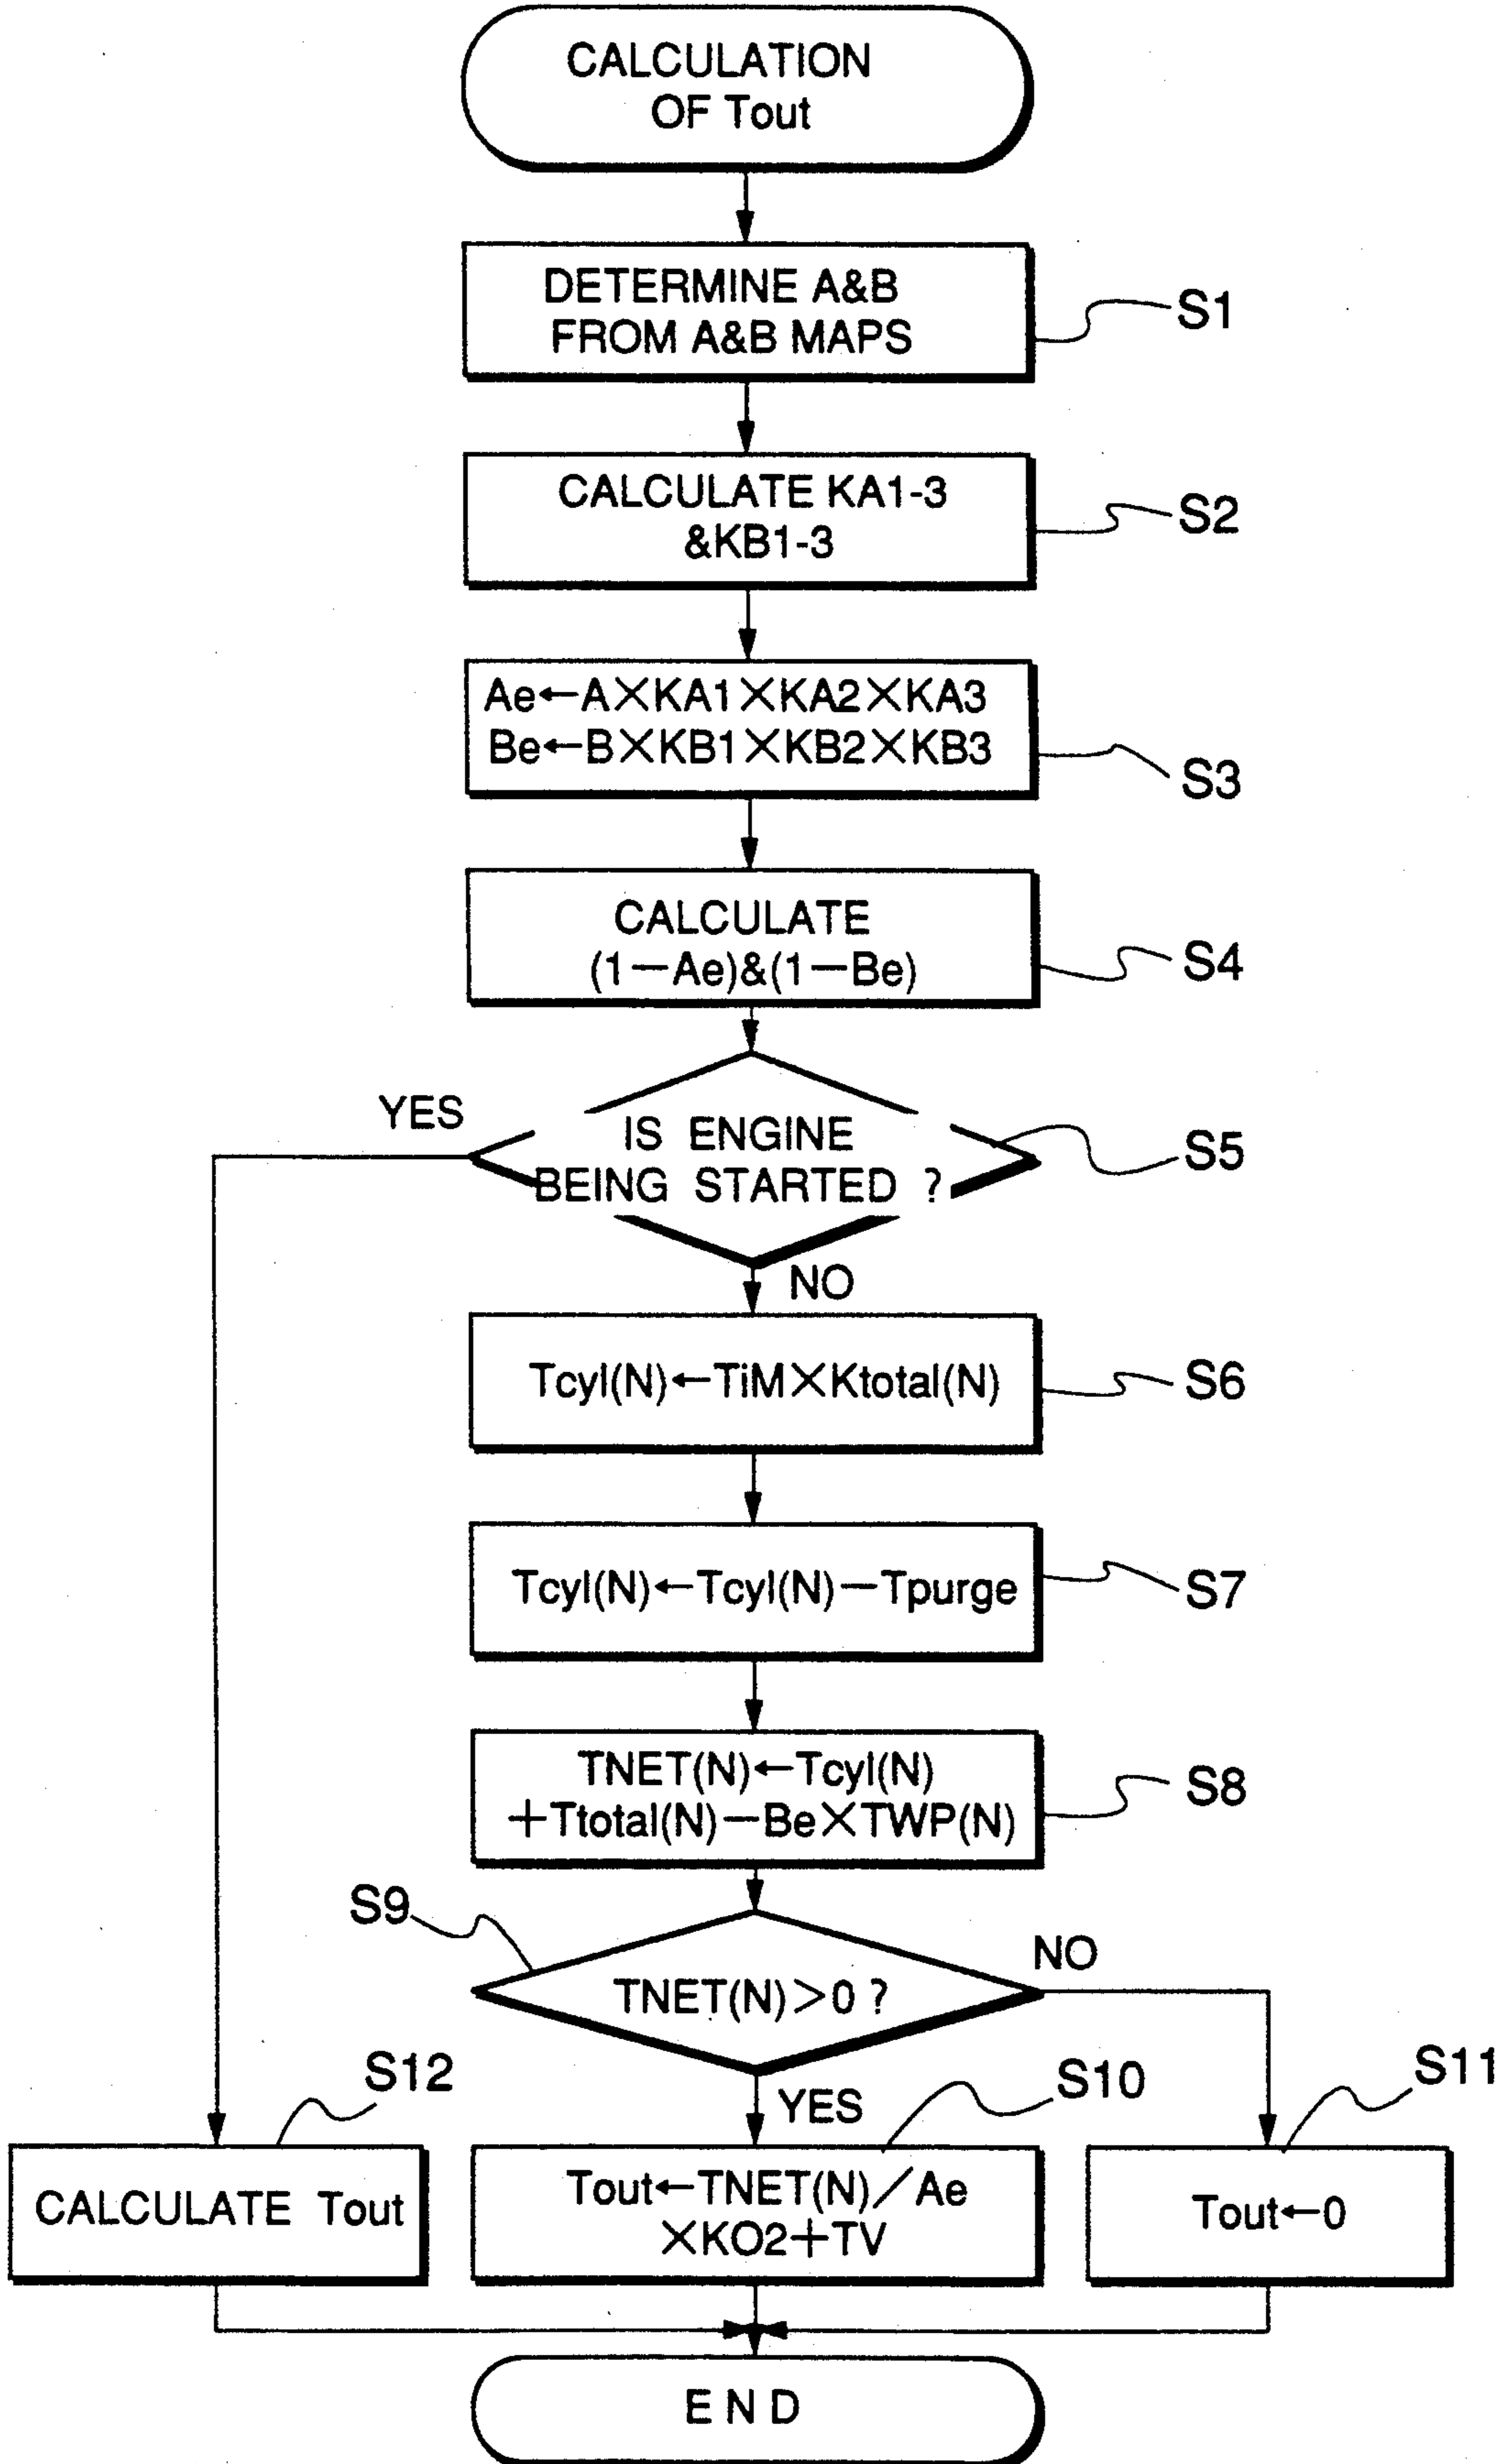 CALCULATION
OF Tout
DETERMINE A&B
FROM A&B MAPS
S1
CALCULATE KA1-3
&KB1-3
S2
Ae←A×KA1×KA2×KA3
Be←B×KB1×KB2×KB3
S3
CALCULATE
(1−Ae)&(1−Be)
S4
YES
IS ENGINE
BEING STARTED ?
S5
NO
Tcyl(N)←TiM×Ktotal(N)
S6
Tcyl(N)←Tcyl(N)−Tpurge
S7
TNET(N)←Tcyl(N)
+Ttotal(N)−Be×TWP(N)
S8
S9
TNET(N)>0 ?
NO
YES
S12
CALCULATE Tout
S10
Tout←TNET(N)/Ae
×KO2+TV
S11
Tout←0
END